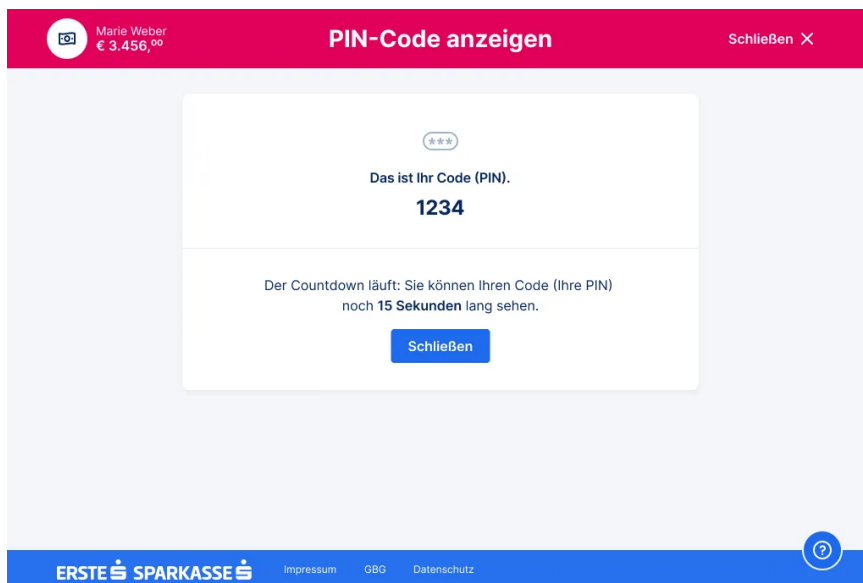 Marie Weber
€ 3.456,⁰⁰
PIN-Code anzeigen
Schließen
***
Das ist Ihr Code (PIN).
1234
Der Countdown läuft: Sie können Ihren Code (Ihre PIN)
noch 15 Sekunden lang sehen.
Schließen
?
ERSTE SPARKASSE Impressum GBG Datenschutz